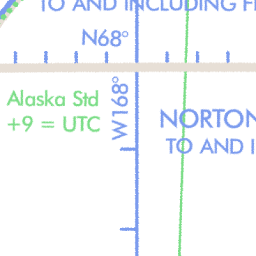 TO AND INCLUDING F
N68°
Alaska Std
+9 = UTC
W168°
NORTON
TO AND I